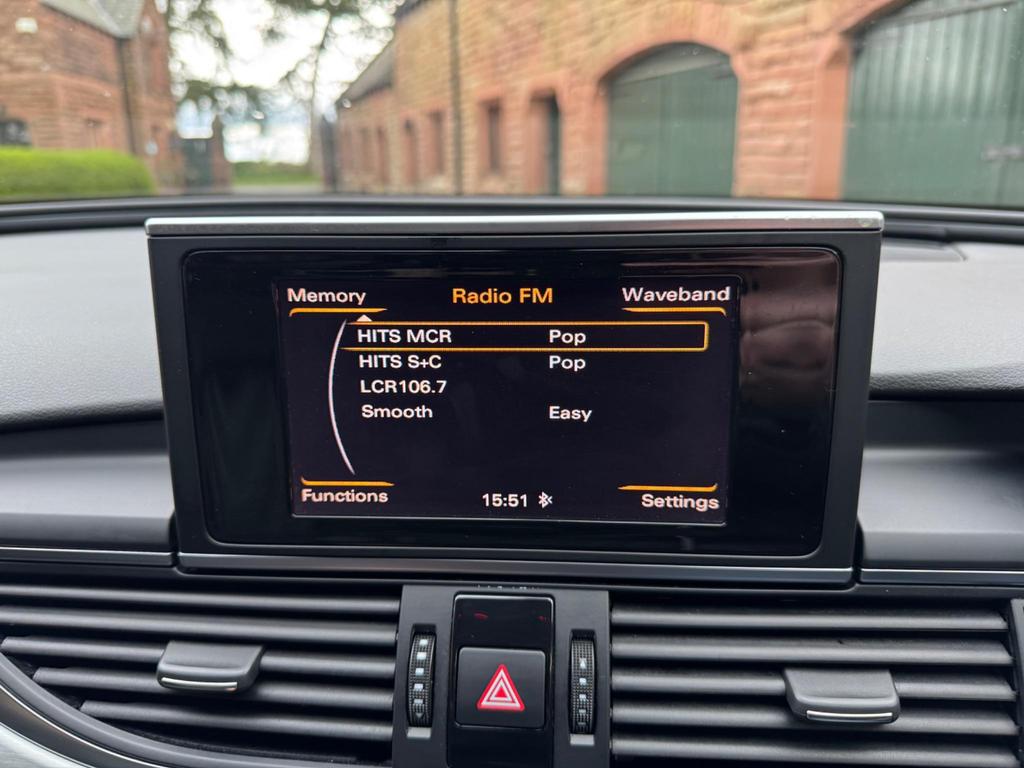 Memory Radio FM Waveband
HITS MCR Pop
HITS S+C Pop
LCR106.7
Smooth Easy
Functions 15:51 Settings